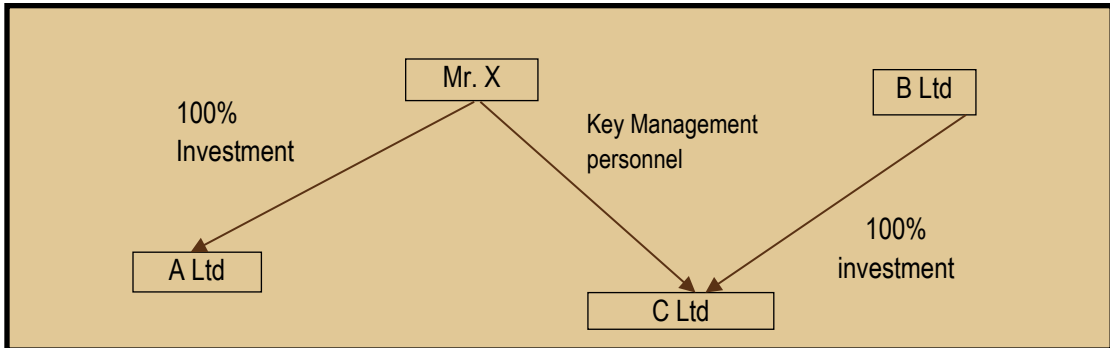 Mr. X
B Ltd
100%
Investment
Key Management
personnel
100%
investment
A Ltd
C Ltd